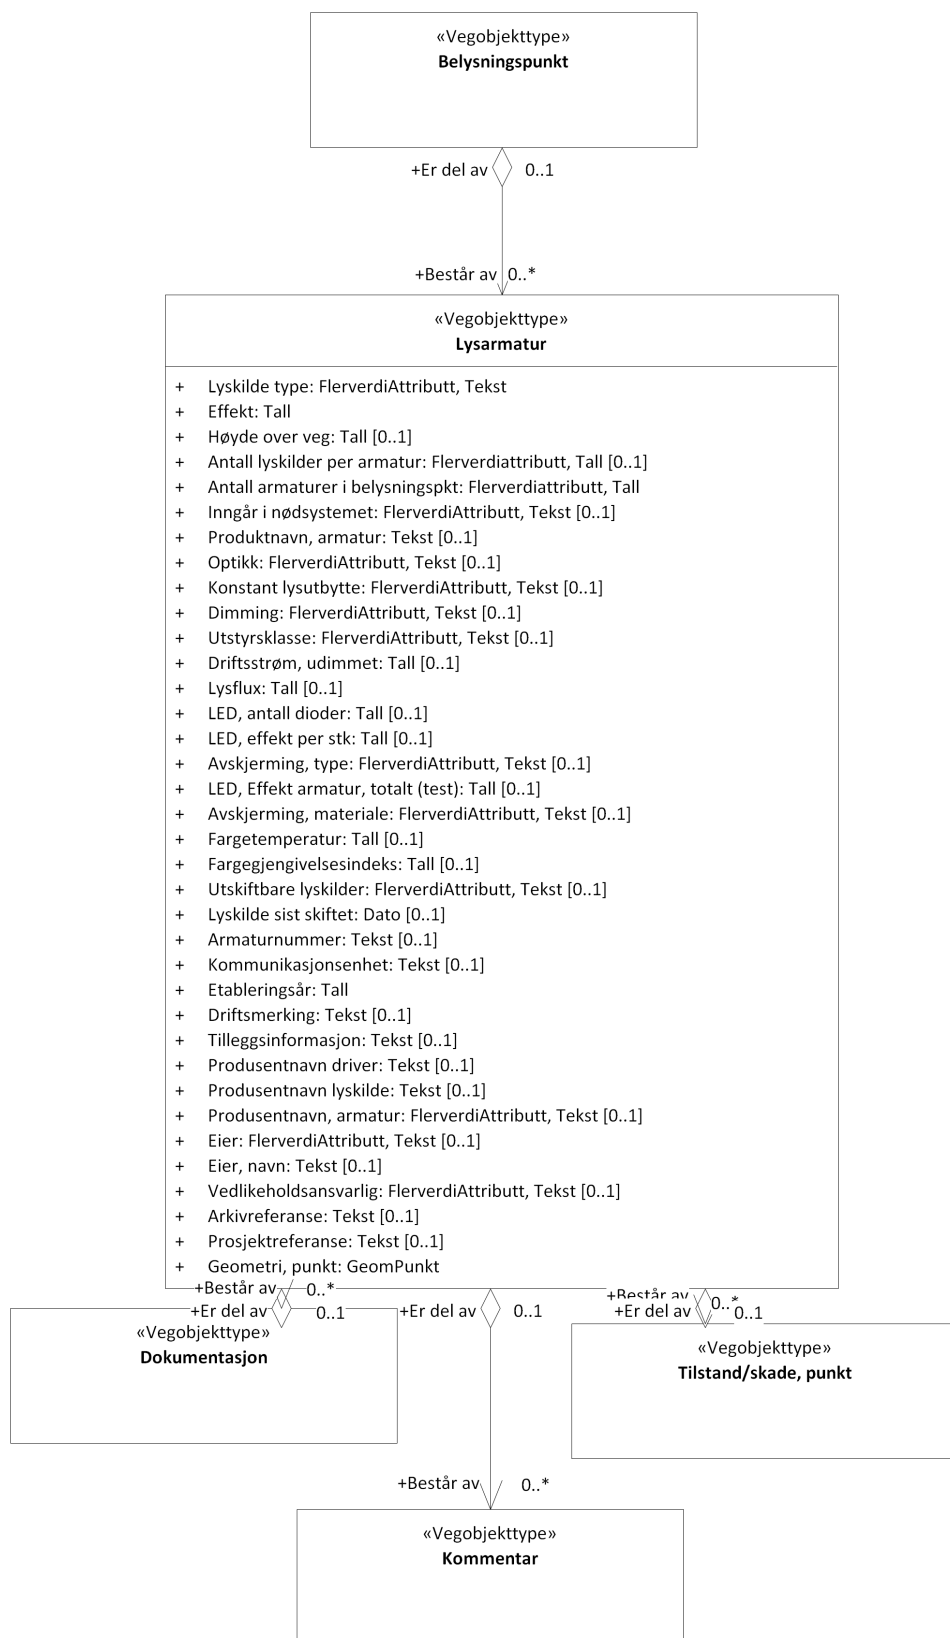 «Vegobjekttype»
Belysningspunkt
+Er del av 0..1
+Består av 0..*
«Vegobjekttype»
Lysarmatur
+ Lyskilde type: FlerverdiAttributt, Tekst
+ Effekt: Tall
+ Høyde over veg: Tall [0..1]
+ Antall lyskilder per armatur: Flerverdiattributt, Tall [0..1]
+ Antall armaturer i belysningspkt: Flerverdiattributt, Tall
+ Inngår i nødsystemet: FlerverdiAttributt, Tekst [0..1]
+ Produktnavn, armatur: Tekst [0..1]
+ Optikk: FlerverdiAttributt, Tekst [0..1]
+ Konstant lysutbytte: FlerverdiAttributt, Tekst [0..1]
+ Dimming: FlerverdiAttributt, Tekst [0..1]
+ Utstyrsklasse: FlerverdiAttributt, Tekst [0..1]
+ Driftsstrøm, udimmet: Tall [0..1]
+ Lysflux: Tall [0..1]
+ LED, antall dioder: Tall [0..1]
+ LED, effekt per stk: Tall [0..1]
+ Avskjerming, type: FlerverdiAttributt, Tekst [0..1]
+ LED, Effekt armatur, totalt (test): Tall [0..1]
+ Avskjerming, materiale: FlerverdiAttributt, Tekst [0..1]
+ Fargetemperatur: Tall [0..1]
+ Fargegjengivelsesindeks: Tall [0..1]
+ Utskiftbare lyskilder: FlerverdiAttributt, Tekst [0..1]
+ Lyskilde sist skiftet: Dato [0..1]
+ Armaturnummer: Tekst [0..1]
+ Kommunikasjonsenhet: Tekst [0..1]
+ Etableringsår: Tall
+ Driftsmerking: Tekst [0..1]
+ Tilleggsinformasjon: Tekst [0..1]
+ Produsentnavn driver: Tekst [0..1]
+ Produsentnavn lyskilde: Tekst [0..1]
+ Produsentnavn, armatur: FlerverdiAttributt, Tekst [0..1]
+ Eier: FlerverdiAttributt, Tekst [0..1]
+ Eier, navn: Tekst [0..1]
+ Vedlikeholdsansvarlig: FlerverdiAttributt, Tekst [0..1]
+ Arkivreferanse: Tekst [0..1]
+ Prosjektreferanse: Tekst [0..1]
+ Geometri, punkt: GeomPunkt
+Består av 0..*
+Er del av 0..1
«Vegobjekttype»
Dokumentasjon
+Er del av 0..1
+Består av 0..*
+Er del av 0..1
«Vegobjekttype»
Tilstand/skade, punkt
+Består av 0..*
«Vegobjekttype»
Kommentar